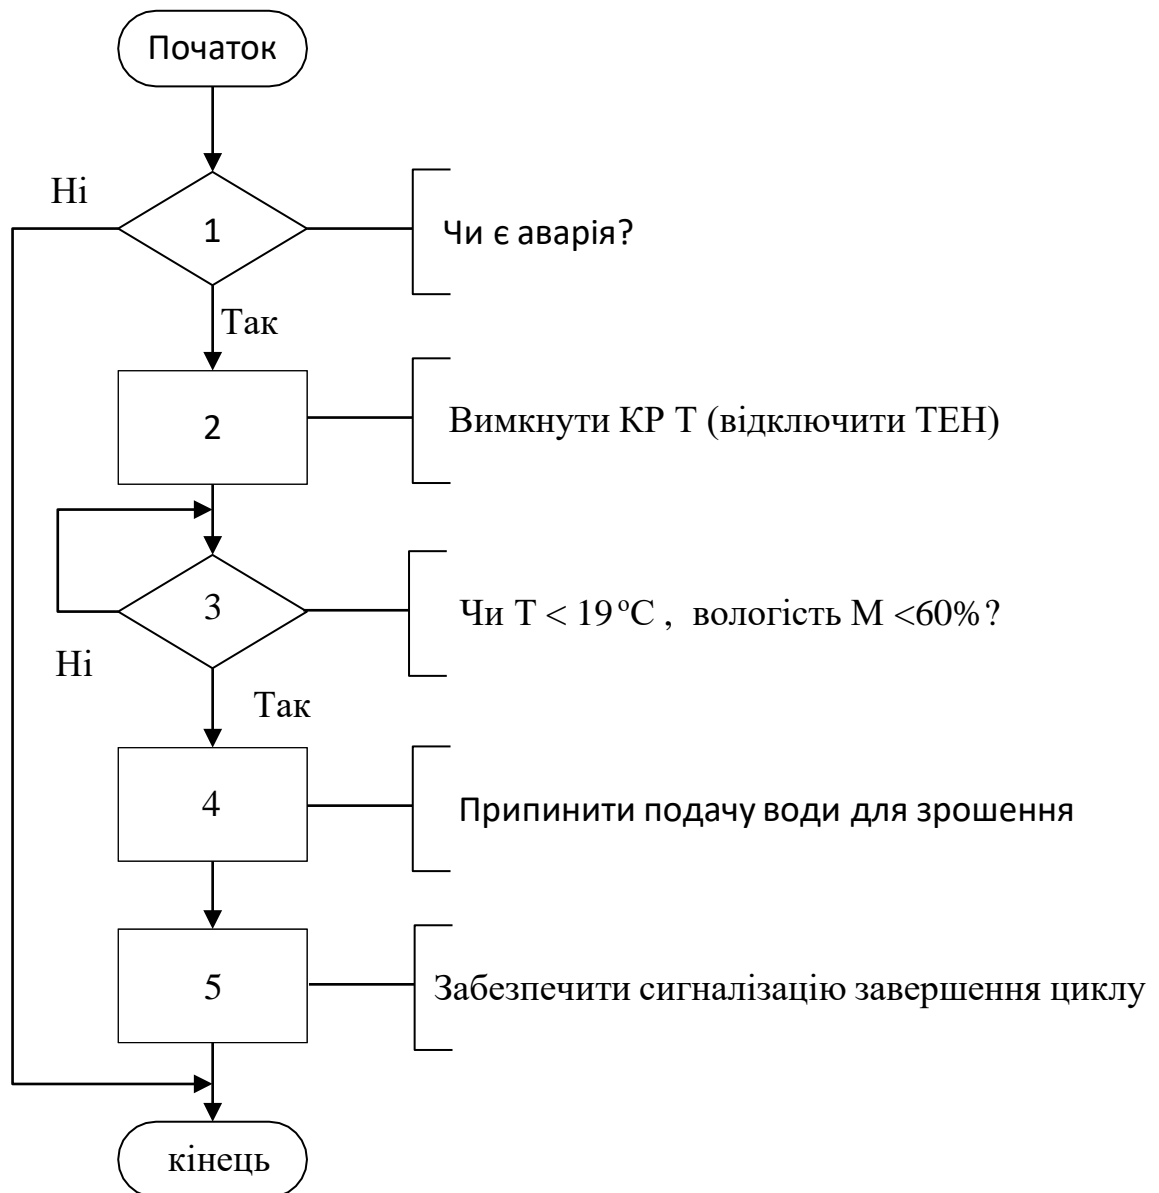 Початок
Ні
1
Чи є аварія?
Так
2
Вимкнути КР Т (відключити ТЕН)
3
Чи Т < 19 ºС , вологість М <60% ?
Ні
Так
4
Припинити подачу води для зрошення
5
Забезпечити сигналізацію завершення циклу
кінець